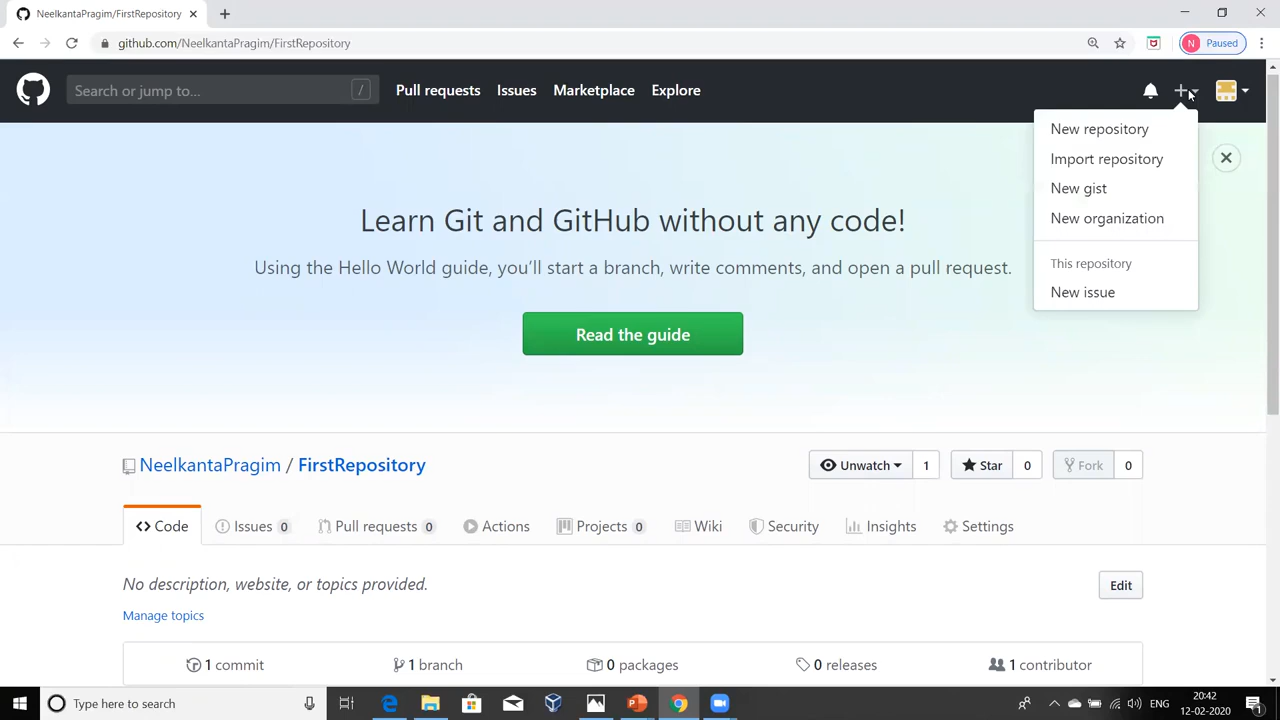 NeelkantaPragim/FirstRepository
github.com/NeelkantaPragim/FirstRepository
N Paused
Search or jump to... /
Pull requests Issues Marketplace Explore
New repository
Import repository
New gist
New organization
This repository
New issue
Learn Git and GitHub without any code!
Using the Hello World guide, you’ll start a branch, write comments, and open a pull request.
Read the guide
NeelkantaPragim / FirstRepository
Unwatch 1 Star 0 Fork 0
Code Issues 0 Pull requests 0 Actions Projects 0 Wiki Security Insights Settings
No description, website, or topics provided.
Edit
Manage topics
1 commit 1 branch 0 packages 0 releases 1 contributor
Type here to search
ENG
20:42
12-02-2020
1